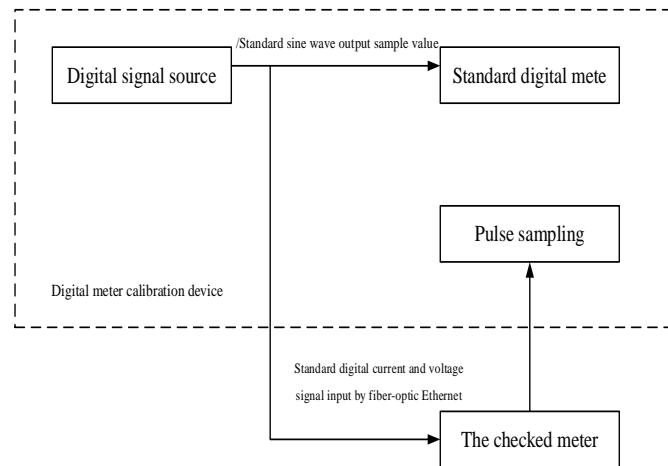 /Standard sine wave output sample value
Digital signal source
Standard digital mete
Pulse sampling
Digital meter calibration device
Standard digital current and voltage
signal input by fiber-optic Ethernet
The checked meter